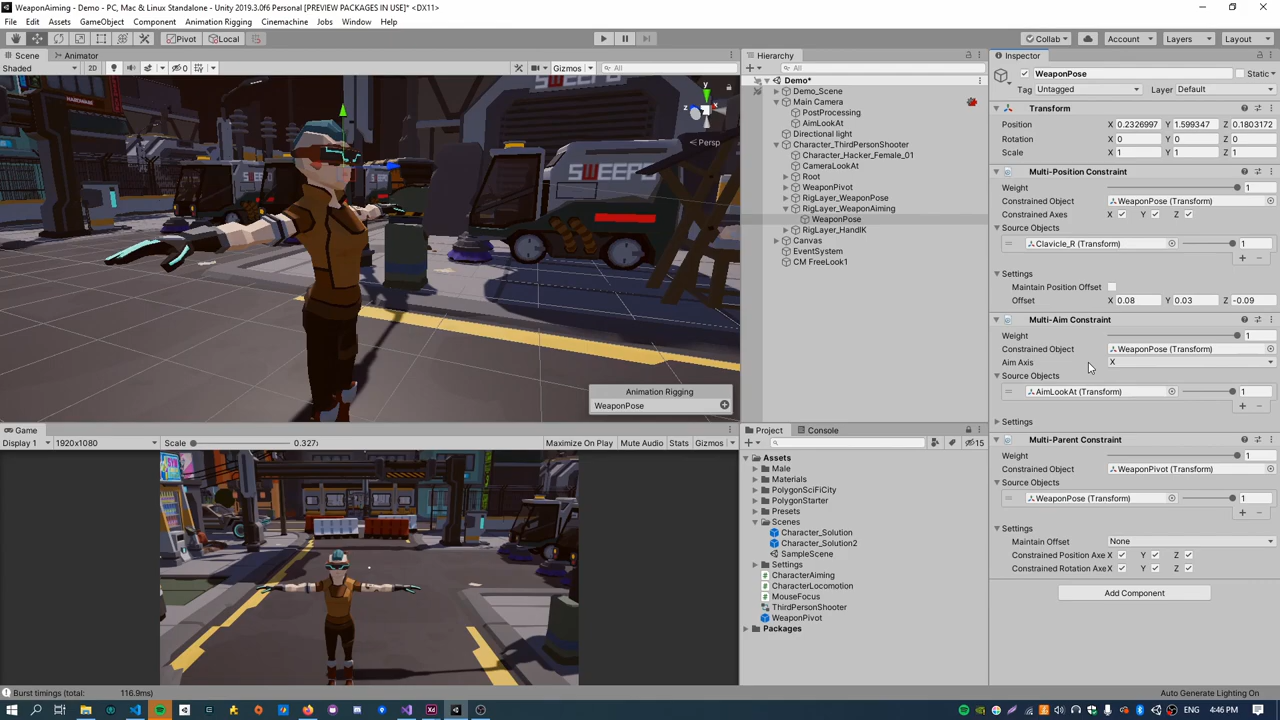 WeaponAiming - Demo - PC, Mac & Linux Standalone - Unity 2019.3.0f6 Personal [PREVIEW PACKAGES IN USE]* <DX11>
File Edit Assets GameObject Component Animation Rigging Cinemachine Jobs Window Help
Pivot Local Collab Account Layers Layout
Scene Animator
Shaded 2D 0 Gizmos All
SWEEPO
SWEEPO
y
x
z
Persp
Animation Rigging
WeaponPose
Game
Display 1 1920x1080 Scale 0.327 Maximize On Play Mute Audio Stats Gizmos
Hierarchy
All
Demo*
Demo_Scene
Main Camera
PostProcessing
AimLookAt
Directional light
Character_ThirdPersonShooter
Character_Hacker_Female_01
CameraLookAt
Root
WeaponPivot
RigLayer_WeaponPose
RigLayer_WeaponAiming
WeaponPose
RigLayer_HandIK
Canvas
EventSystem
CM FreeLook1
Project Console
15
Assets
Male
Materials
PolygonSciFiCity
PolygonStarter
Presets
Scenes
Character_Solution
Character_Solution2
SampleScene
Settings
CharacterAiming
CharacterLocomotion
MouseFocus
ThirdPersonShooter
WeaponPivot
Packages
Inspector
WeaponPose Static
Tag Untagged Layer Default
Transform
Position X 0.2326997 Y 1.599347 Z 0.1803172
Rotation X 0 Y 0 Z 0
Scale X 1 Y 1 Z 1
Multi-Position Constraint
Weight 1
Constrained Object WeaponPose (Transform)
Constrained Axes X Y Z
Source Objects
Clavicle_R (Transform) 1
Settings
Maintain Position Offset
Offset X 0.08 Y 0.03 Z -0.09
Multi-Aim Constraint
Weight 1
Constrained Object WeaponPose (Transform)
Aim Axis X
Source Objects
AimLookAt (Transform) 1
Settings
Multi-Parent Constraint
Weight 1
Constrained Object WeaponPivot (Transform)
Source Objects
WeaponPose (Transform) 1
Settings
Maintain Offset None
Constrained Position Axe X Y Z
Constrained Rotation Axe X Y Z
Add Component
Burst timings (total: 116.9ms)
Auto Generate Lighting On
4:46 PM